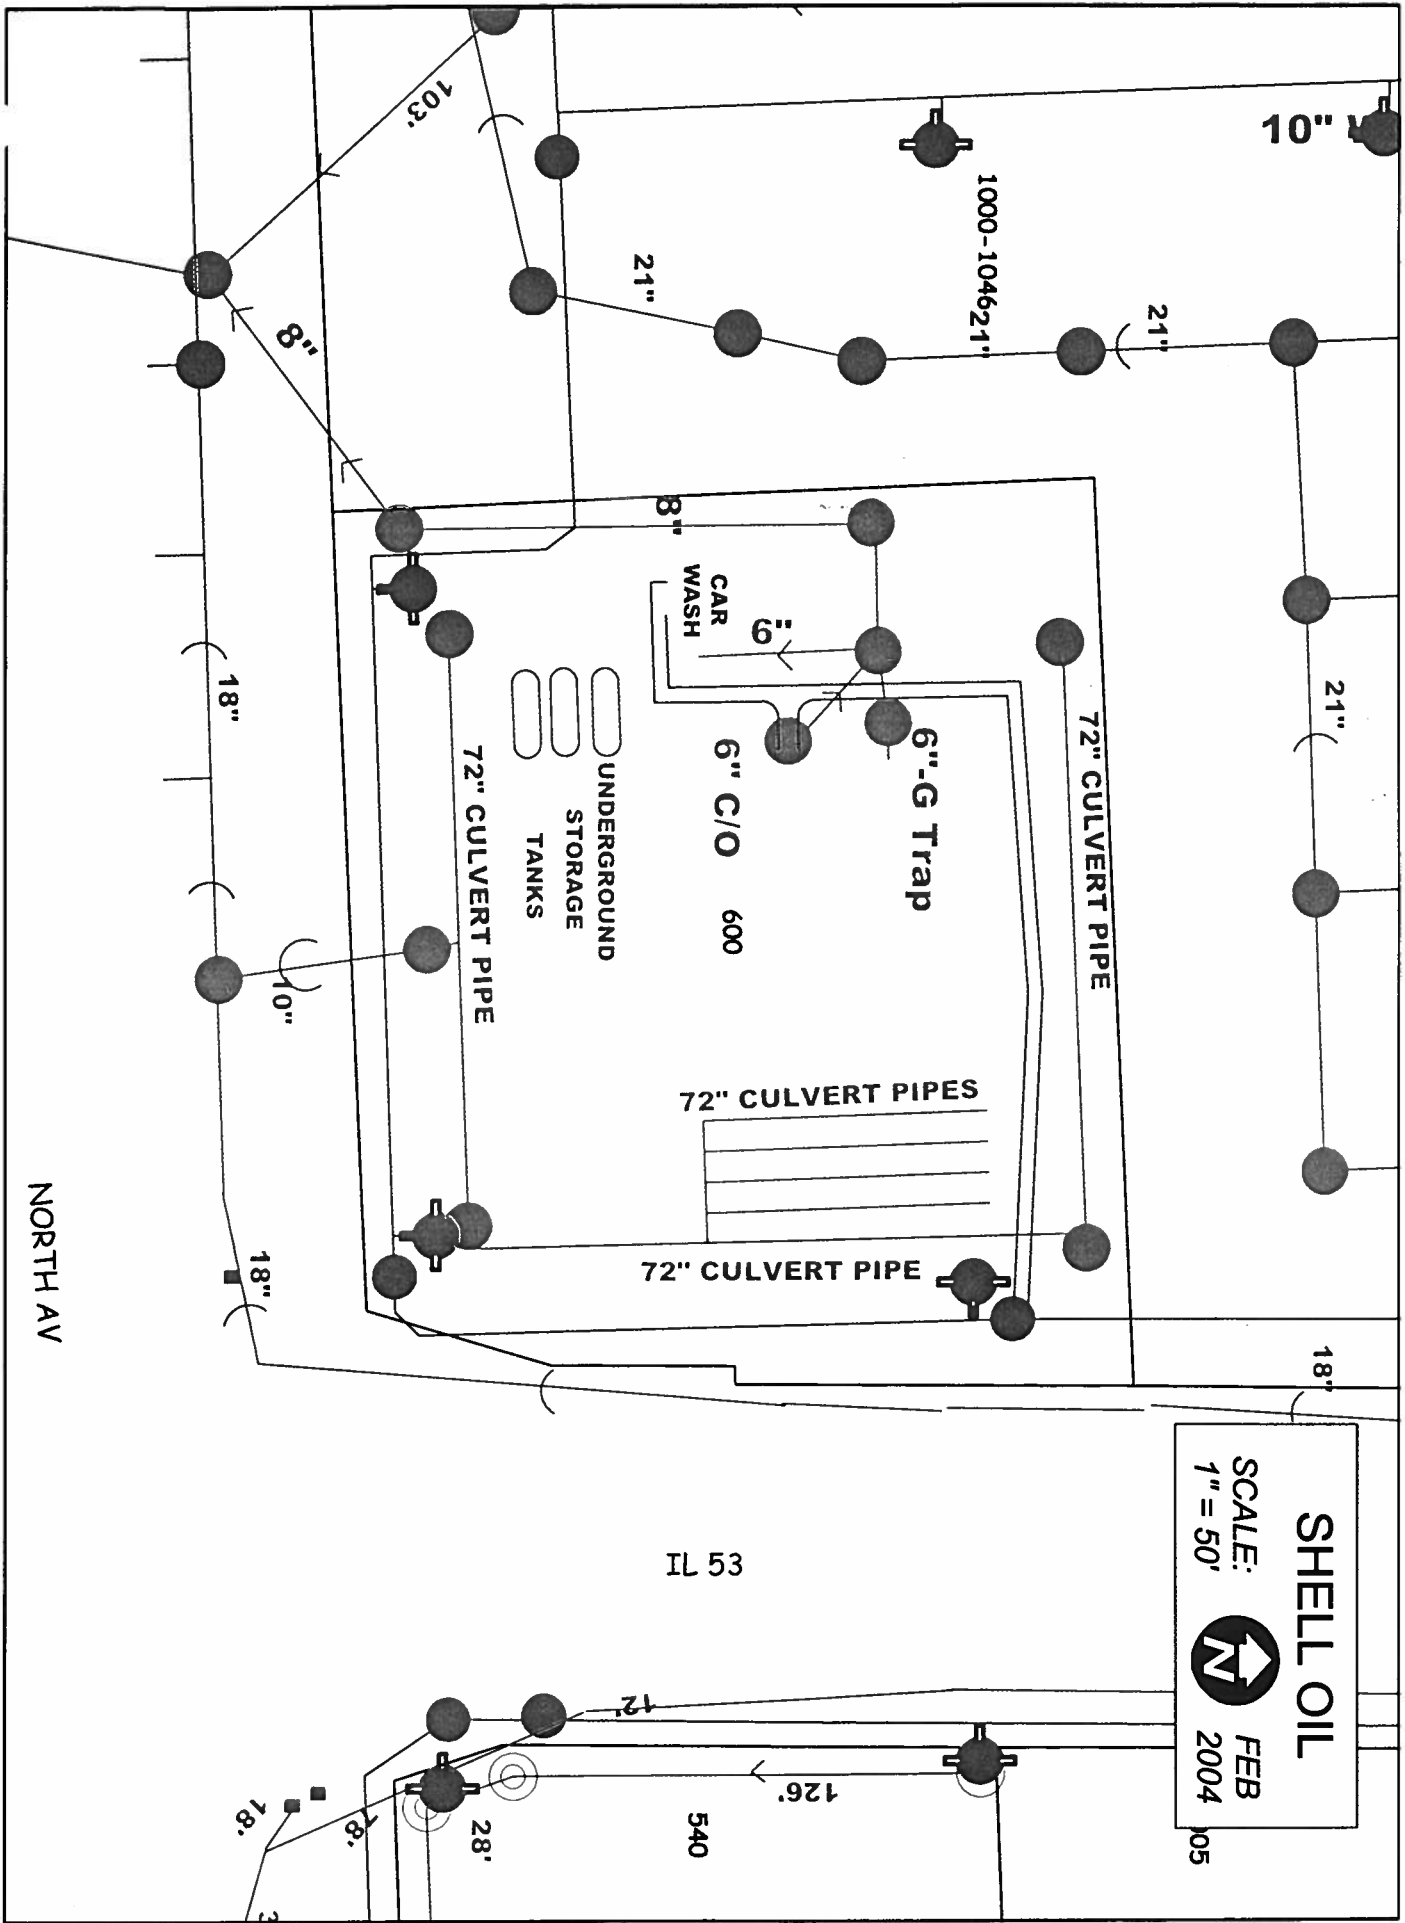 SHELL OIL
SCALE:
1" = 50'
N
FEB
2004
103'
8"
21"
1000-1046
21"
21"
10"
21"
8"
CAR
WASH
6"
6"-G Trap
6" C/O
600
UNDERGROUND
STORAGE
TANKS
72" CULVERT PIPE
72" CULVERT PIPE
72" CULVERT PIPES
72" CULVERT PIPE
18"
10"
18"
18"
NORTH AV
IL 53
12'
126'
540
28'
78'
18'